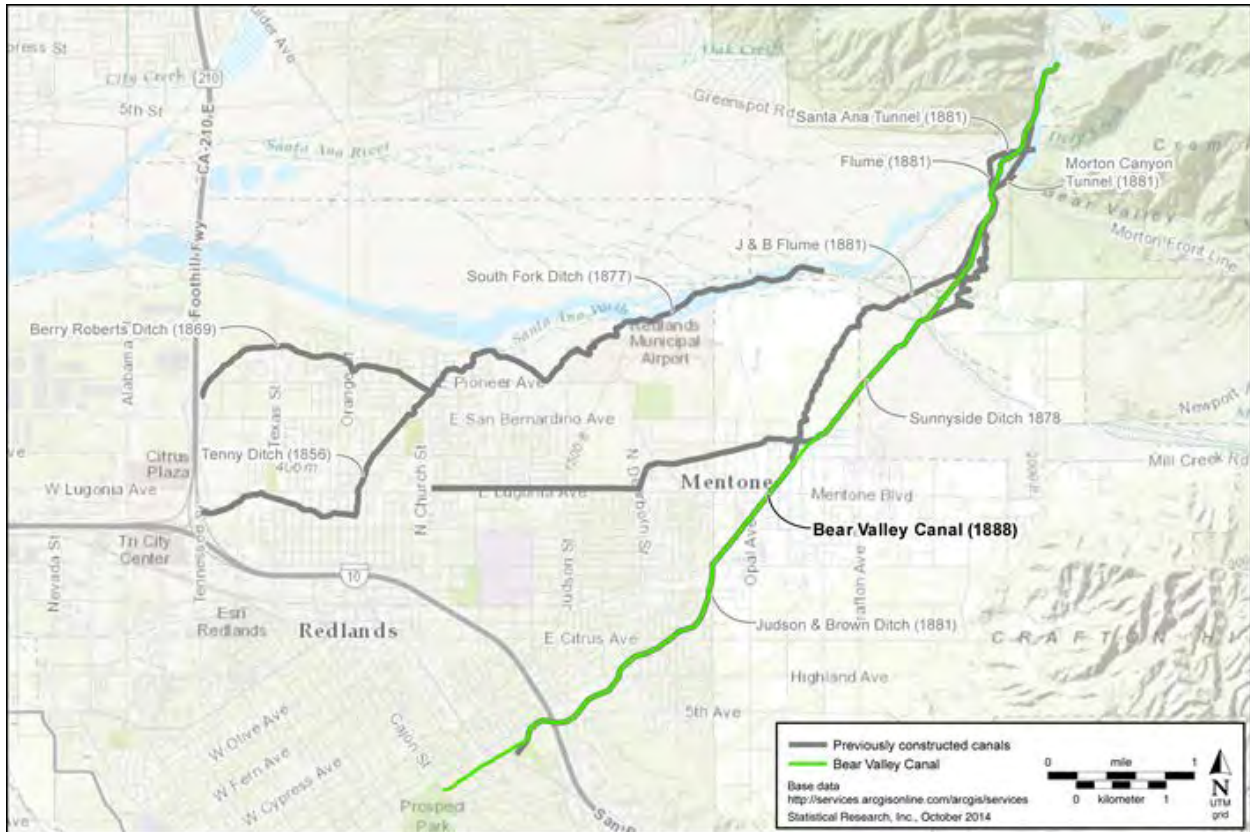 City Creek
210
5th St
Oak Creek
Greenspot Rd
Santa Ana Tunnel (1881)
Santa Ana River
CA-210 E
Flume (1881)
Morton Canyon
Tunnel (1881)
Bear Valley
Morton Front Line
J & B Flume (1881)
South Fork Ditch (1877)
Foothill Fwy
Santa Ana Wash
Berry Roberts Ditch (1869)
Redlands
Municipal
Airport
Alabama
Texas St
Orange
E Pioneer Ave
E San Bernardino Ave
Sunnyside Ditch 1878
Newport
Tenny Ditch (1856)
400 m
Citrus
Plaza
W Lugonia Ave
N Church St
E Lugonia Ave
Mentone
Mill Creek Rd
Mentone Blvd
Bear Valley Canal (1888)
Tri City
Center
Tennessee
Nevada St
10
Judson St
Opal Ave
Esri
Redlands
Redlands
E Citrus Ave
Judson & Brown Ditch (1881)
CRAFTON
Highland Ave
5th Ave
W Olive Ave
W Fern Ave
W Cypress Ave
Cajon St
Prospect
Park
Previously constructed canals
Bear Valley Canal
Base data
http://services.arcgisonline.com/arcgis/services
Statistical Research, Inc., October 2014
0 mile 1
0 kilometer 1
N
UTM
grid